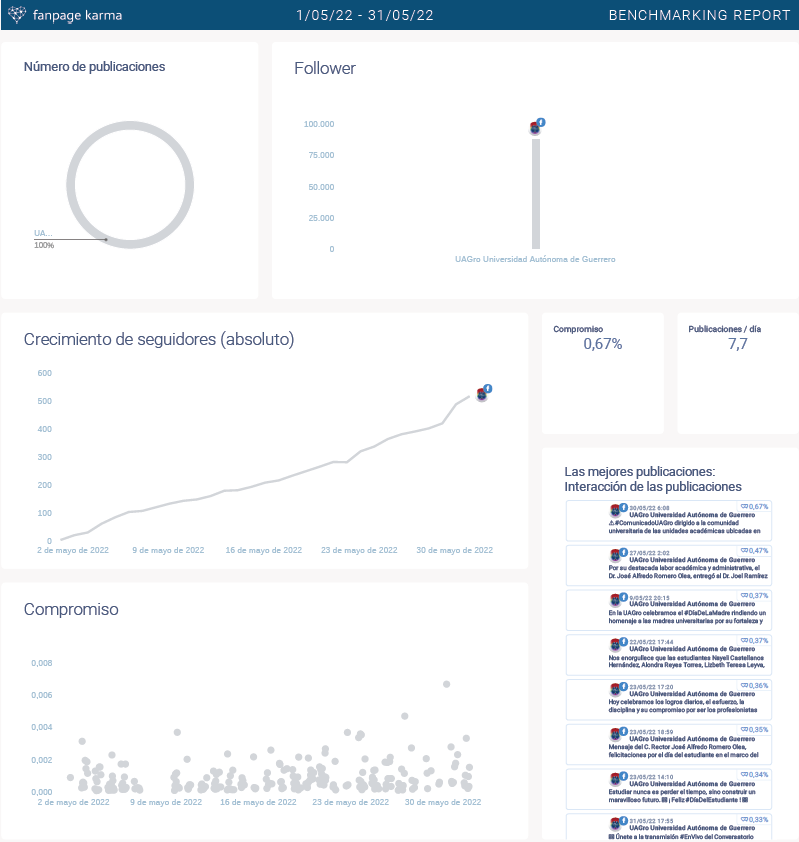 fanpage karma
1/05/22 - 31/05/22
BENCHMARKING REPORT
Número de publicaciones
UA...
100%
Follower
100.000
75.000
50.000
25.000
0
UAGro Universidad Autónoma de Guerrero
Crecimiento de seguidores (absoluto)
600
500
400
300
200
100
0
2 de mayo de 2022
9 de mayo de 2022
16 de mayo de 2022
23 de mayo de 2022
30 de mayo de 2022
Compromiso
0,67%
Publicaciones / día
7,7
Compromiso
0,008
0,006
0,004
0,002
0,000
2 de mayo de 2022
9 de mayo de 2022
16 de mayo de 2022
23 de mayo de 2022
30 de mayo de 2022
Las mejores publicaciones:
Interacción de las publicaciones
30/05/22 6:08
0,67%
UAGro Universidad Autónoma de Guerrero
⚠#ComunicadoUAGro dirigido a la comunidad
universitaria de las unidades académicas ubicadas en
27/05/22 2:02
0,47%
UAGro Universidad Autónoma de Guerrero
Por su destacada labor académica y administrativa, el
Dr. José Alfredo Romero Olea, entregó al Dr. Joel Ramírez
9/05/22 20:15
0,37%
UAGro Universidad Autónoma de Guerrero
En la UAGro celebramos el #DíaDeLaMadre rindiendo un
homenaje a las madres universitarias por su fortaleza y
22/05/22 17:44
0,37%
UAGro Universidad Autónoma de Guerrero
Nos enorgullece que las estudiantes Nayeli Castellanos
Hernández, Alondra Reyes Torres, Lizbeth Teresa Leyva,
23/05/22 17:20
0,36%
UAGro Universidad Autónoma de Guerrero
Hoy celebramos los logros diarios, el esfuerzo, la
disciplina y su compromiso por ser los profesionistas
23/05/22 18:59
0,35%
UAGro Universidad Autónoma de Guerrero
Mensaje del C. Rector José Alfredo Romero Olea,
felicitaciones por el día del estudiante en el marco del
23/05/22 14:10
0,34%
UAGro Universidad Autónoma de Guerrero
Estudiar nunca es perder el tiempo, sino construir un
maravilloso futuro. ¡ Feliz #DíaDelEstudiante !
31/05/22 17:55
0,33%
UAGro Universidad Autónoma de Guerrero
Únete a la transmisión #EnVivo del Conversatorio